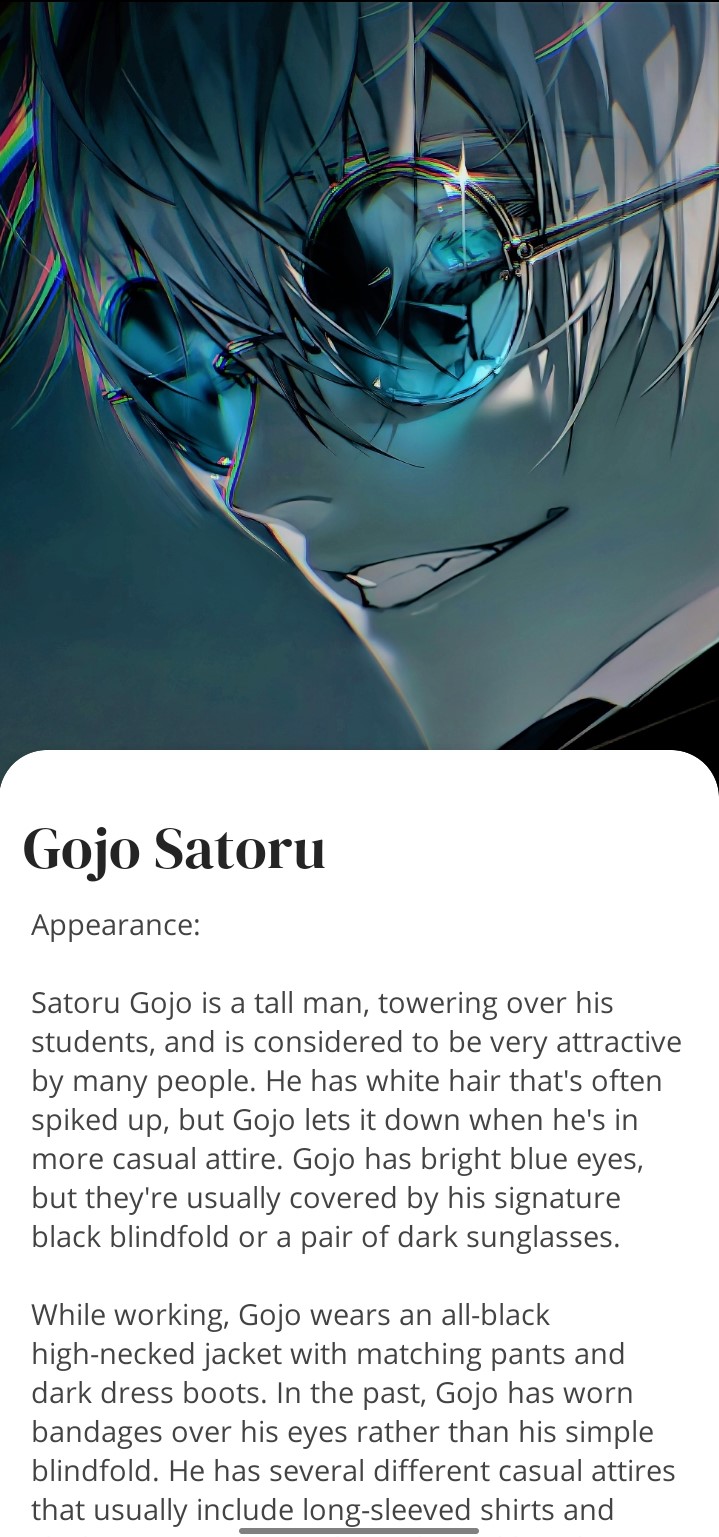 Gojo Satoru
Appearance:
Satoru Gojo is a tall man, towering over his
students, and is considered to be very attractive
by many people. He has white hair that's often
spiked up, but Gojo lets it down when he's in
more casual attire. Gojo has bright blue eyes,
but they're usually covered by his signature
black blindfold or a pair of dark sunglasses.
While working, Gojo wears an all-black
high-necked jacket with matching pants and
dark dress boots. In the past, Gojo has worn
bandages over his eyes rather than his simple
blindfold. He has several different casual attires
that usually include long-sleeved shirts and